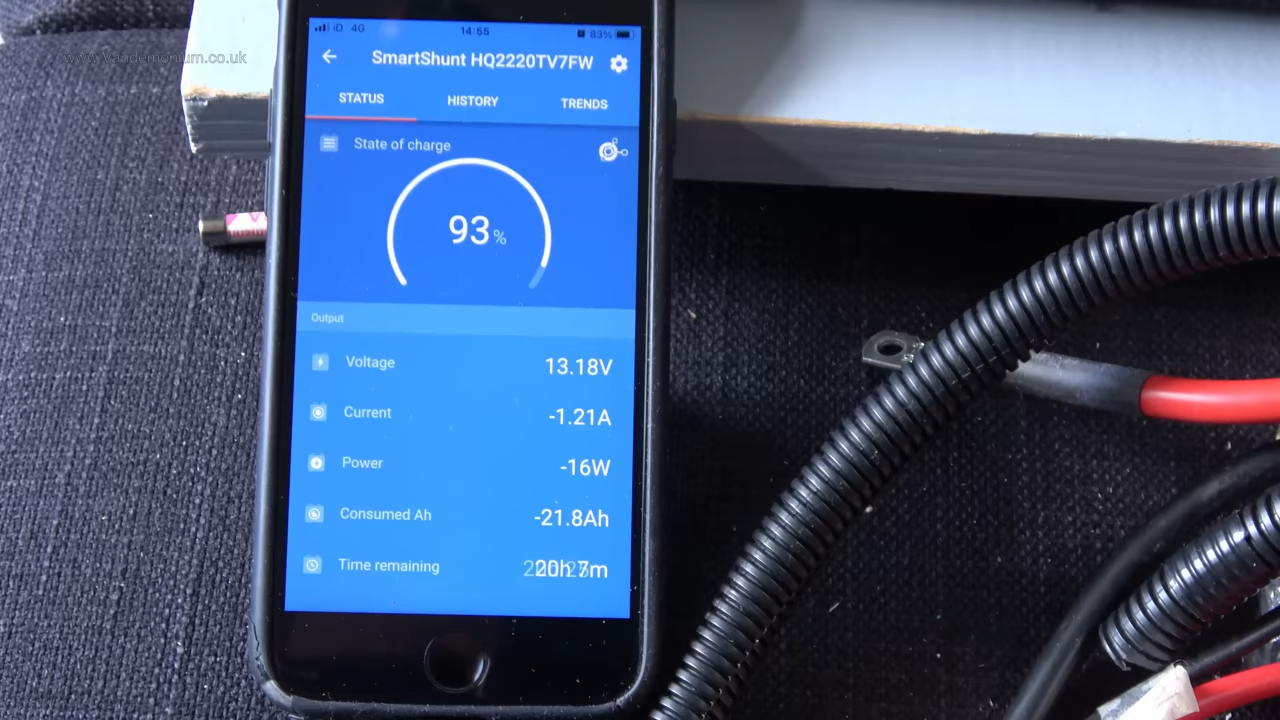 www.Vandemonium.co.uk
iD 4G 14:55 83%
SmartShunt HQ2220TV7FW
STATUS HISTORY TRENDS
State of charge
93%
Output
Voltage 13.18V
Current -1.21A
Power -16W
Consumed Ah -21.8Ah
Time remaining